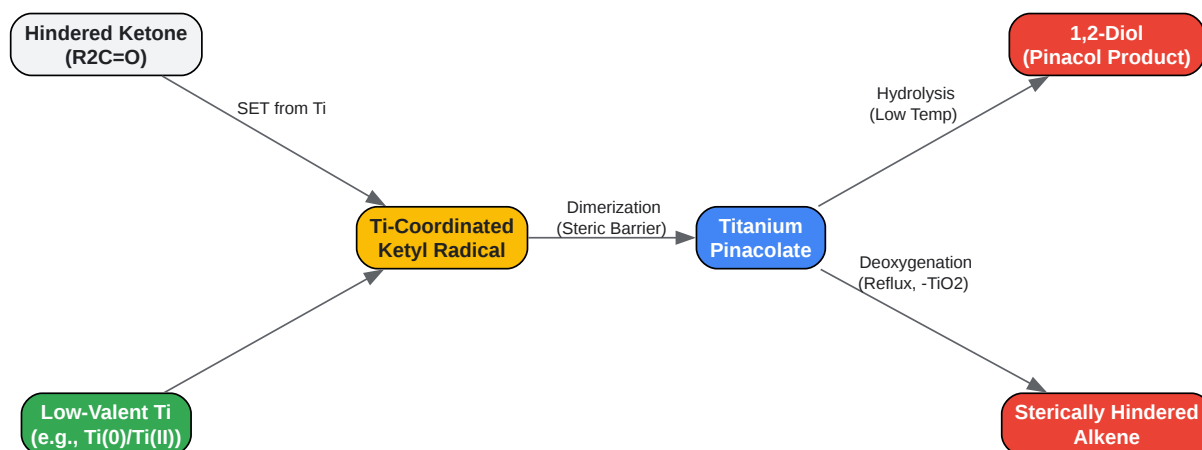 Hindered Ketone
(R2C=O)
1,2-Diol
(Pinacol Product)
SET from Ti
Hydrolysis
(Low Temp)
Ti-Coordinated
Ketyl Radical
Dimerization
(Steric Barrier)
Titanium
Pinacolate
Deoxygenation
(Reflux, -TiO2)
Low-Valent Ti
(e.g., Ti(0)/Ti(II))
Sterically Hindered
Alkene